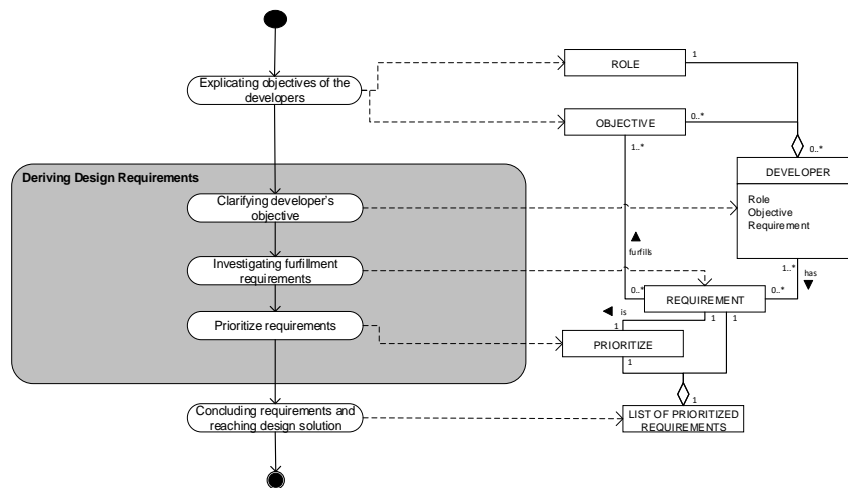 Explicating objectives of the
developers
ROLE
1
OBJECTIVE
0..*
1..*
0..*
DEVELOPER
Role
Objective
Requirement
Deriving Design Requirements
Clarifying developer's
objective
furfills
1..*
has
Investigating furfillment
requirements
0..*
REQUIREMENT
0..*
is
1
1
1
Prioritize requirements
PRIORITIZE
1
1
Concluding requirements and
reaching design solution
LIST OF PRIORITIZED
REQUIREMENTS